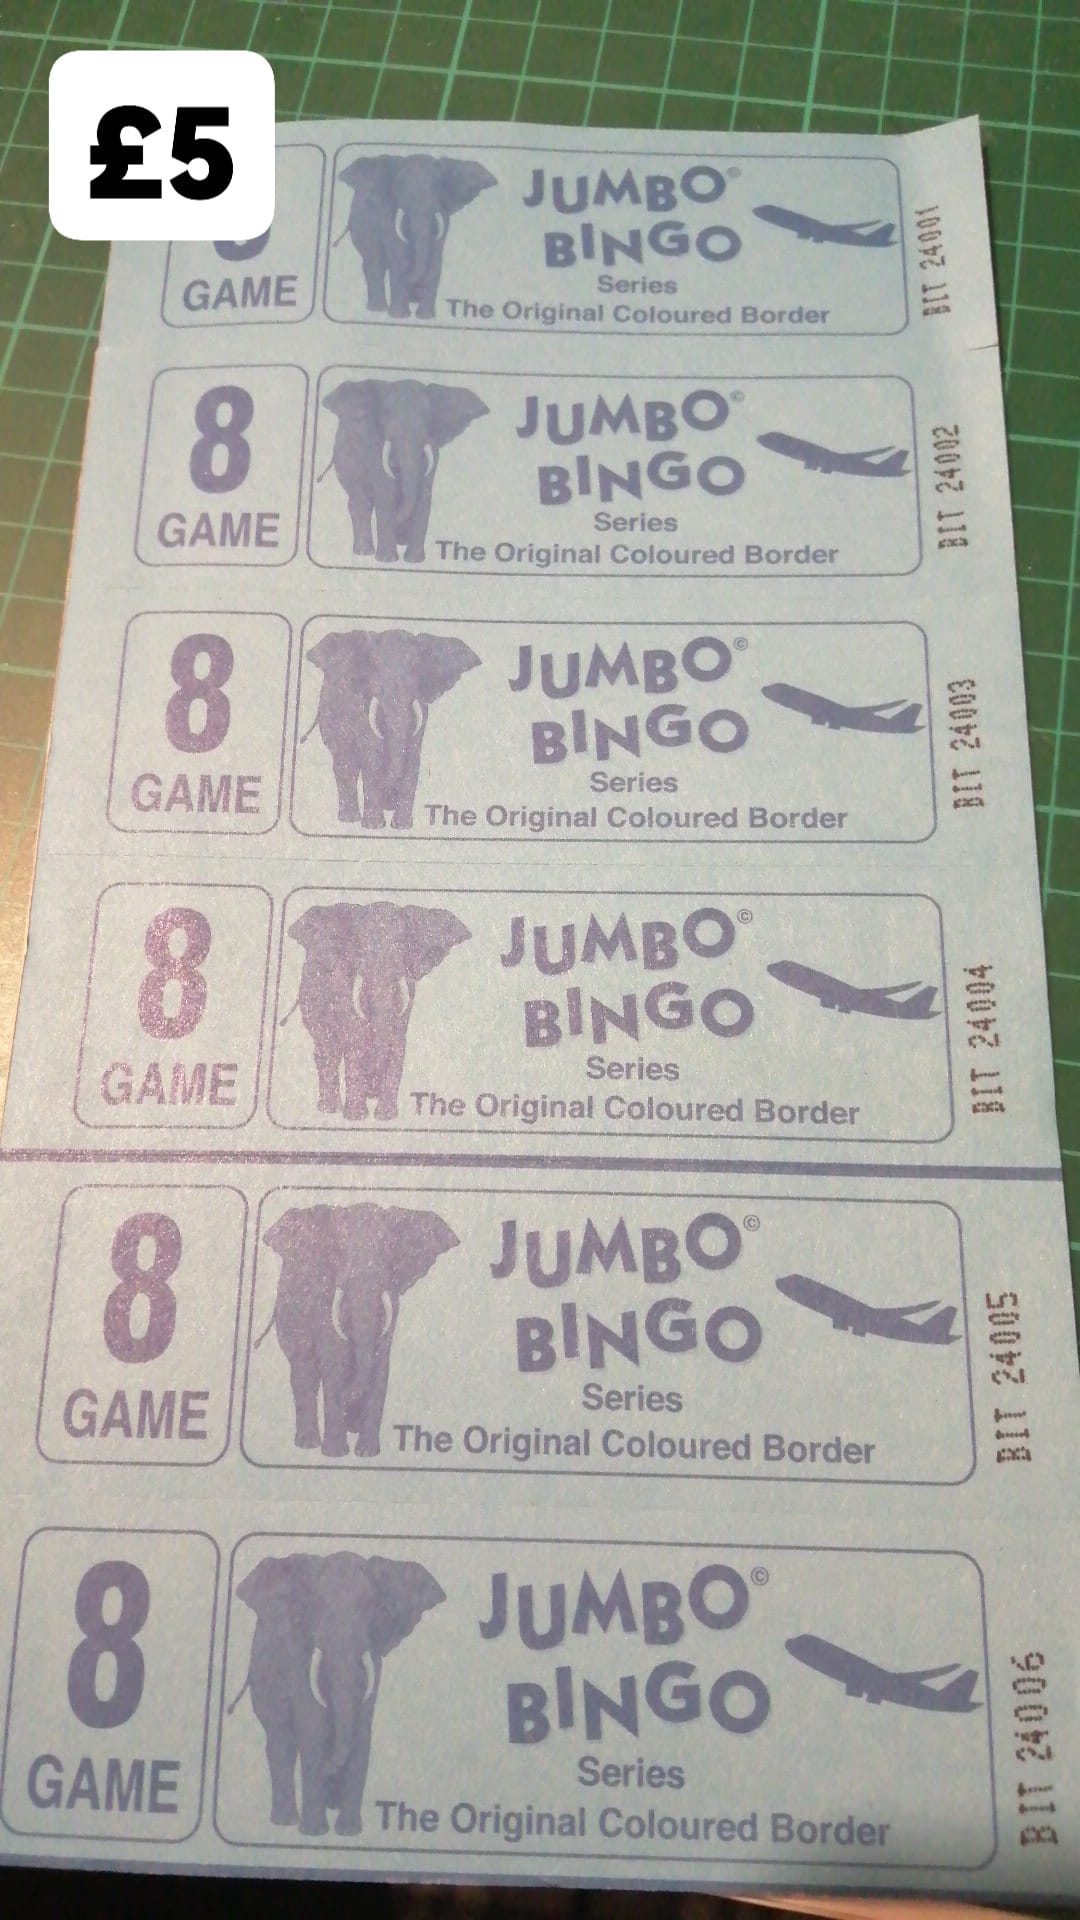 £5
GAME
JUMBO
BINGO
Series
The Original Coloured Border
BIT 24001
8
GAME
JUMBO©
BINGO
Series
The Original Coloured Border
BIT 24002
8
GAME
JUMBO©
BINGO
Series
The Original Coloured Border
BIT 24003
8
GAME
JUMBO©
BINGO
Series
The Original Coloured Border
BIT 24004
8
GAME
JUMBO©
BINGO
Series
The Original Coloured Border
BIT 24005
8
GAME
JUMBO©
BINGO
Series
The Original Coloured Border
BIT 24006